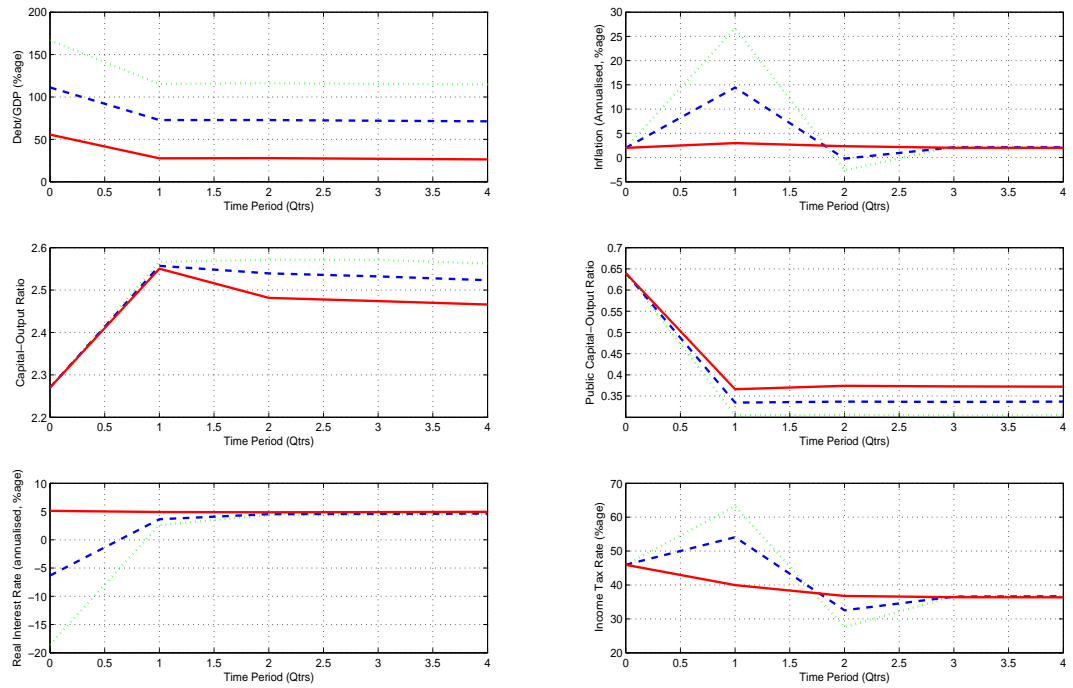 Debt/GDP (%age)
200
150
100
50
0
0 0.5 1 1.5 2 2.5 3 3.5 4
Time Period (Qtrs)
Inflation (Annualised, %age)
30
25
20
15
10
5
0
−5
0 0.5 1 1.5 2 2.5 3 3.5 4
Time Period (Qtrs)
Capital−Output Ratio
2.6
2.5
2.4
2.3
2.2
0 0.5 1 1.5 2 2.5 3 3.5 4
Time Period (Qtrs)
Public Capital−Output Ratio
0.7
0.65
0.6
0.55
0.5
0.45
0.4
0.35
0 0.5 1 1.5 2 2.5 3 3.5 4
Time Period (Qtrs)
Real Interest Rate (annualised, %age)
10
5
0
−5
−10
−15
−20
0 0.5 1 1.5 2 2.5 3 3.5 4
Time Period (Qtrs)
Income Tax Rate (%age)
70
60
50
40
30
20
0 0.5 1 1.5 2 2.5 3 3.5 4
Time Period (Qtrs)